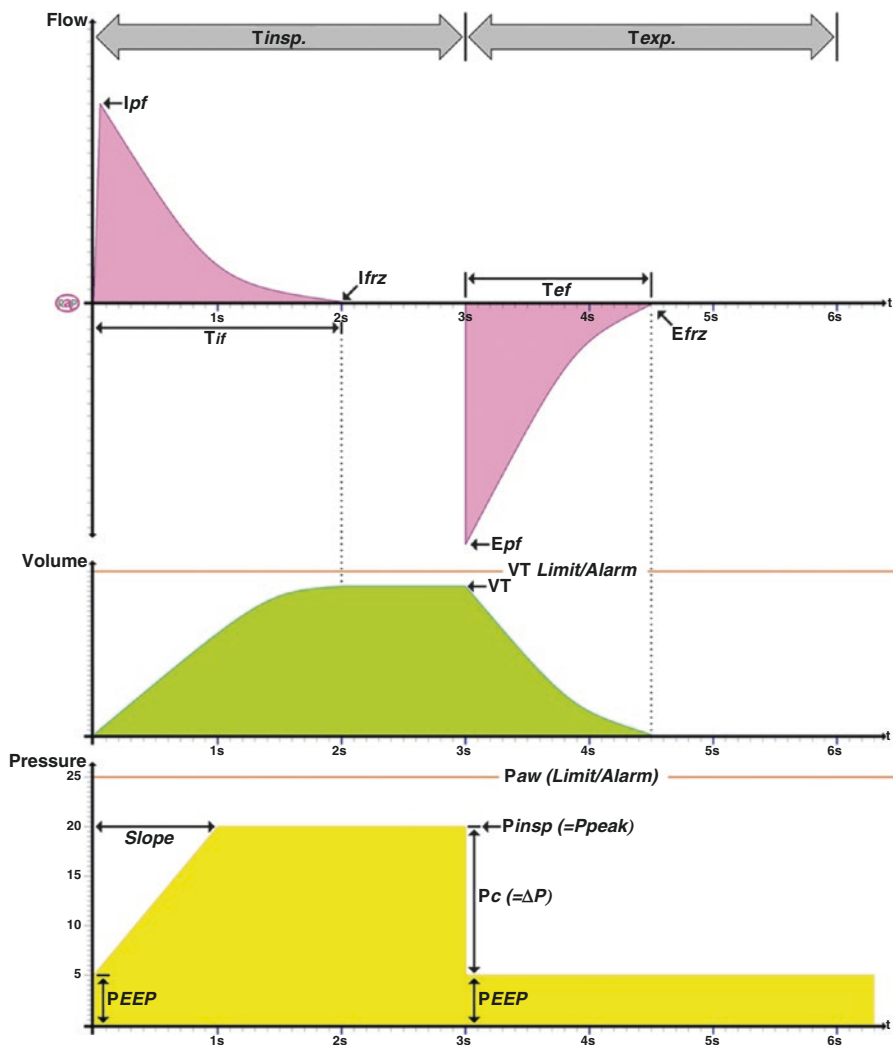 Flow
Tinsp.
Texp.
Ipf
Ifrz
Tef
t
1s 2s 3s 4s 5s 6s
Tif
Efrz
Epf
Volume
VT Limit/Alarm
VT
t
1s 2s 3s 4s 5s 6s
Pressure
25
Paw (Limit/Alarm)
20
Pinsp (=Ppeak)
Slope
15
Pc (=ΔP)
10
5
PEEP
PEEP
t
1s 2s 3s 4s 5s 6s